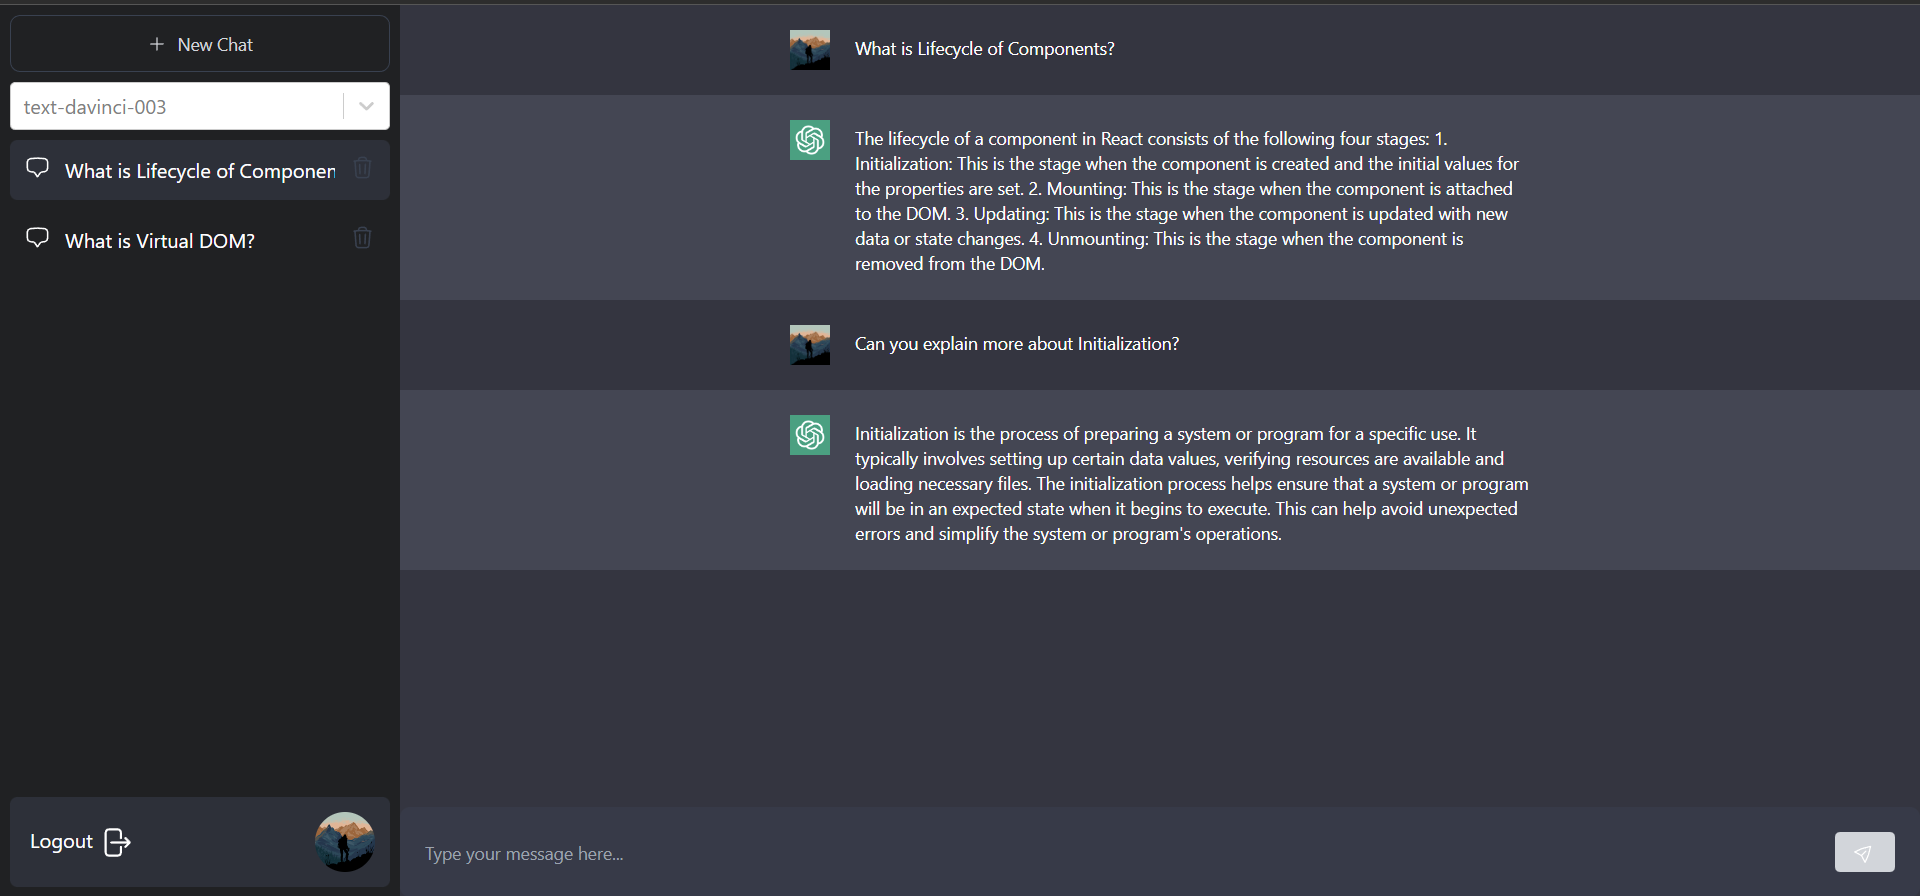 New Chat
text-davinci-003
What is Lifecycle of Componen
What is Virtual DOM?
Logout
What is Lifecycle of Components?
The lifecycle of a component in React consists of the following four stages: 1.
Initialization: This is the stage when the component is created and the initial values for
the properties are set. 2. Mounting: This is the stage when the component is attached
to the DOM. 3. Updating: This is the stage when the component is updated with new
data or state changes. 4. Unmounting: This is the stage when the component is
removed from the DOM.
Can you explain more about Initialization?
Initialization is the process of preparing a system or program for a specific use. It
typically involves setting up certain data values, verifying resources are available and
loading necessary files. The initialization process helps ensure that a system or program
will be in an expected state when it begins to execute. This can help avoid unexpected
errors and simplify the system or program's operations.
Type your message here...